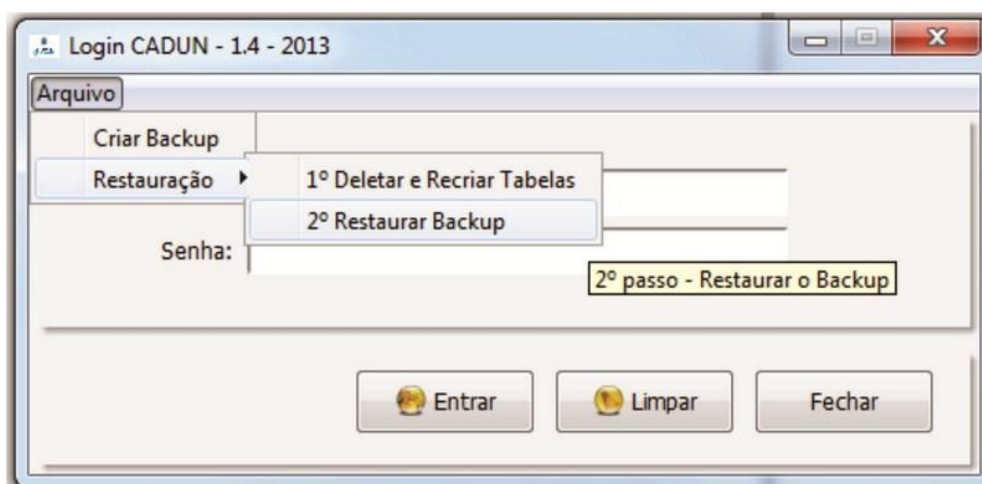 Login CADUN - 1.4 - 2013
Arquivo
Criar Backup
Restauração
1º Deletar e Recriar Tabelas
2º Restaurar Backup
Senha:
2º passo - Restaurar o Backup
Entrar
Limpar
Fechar